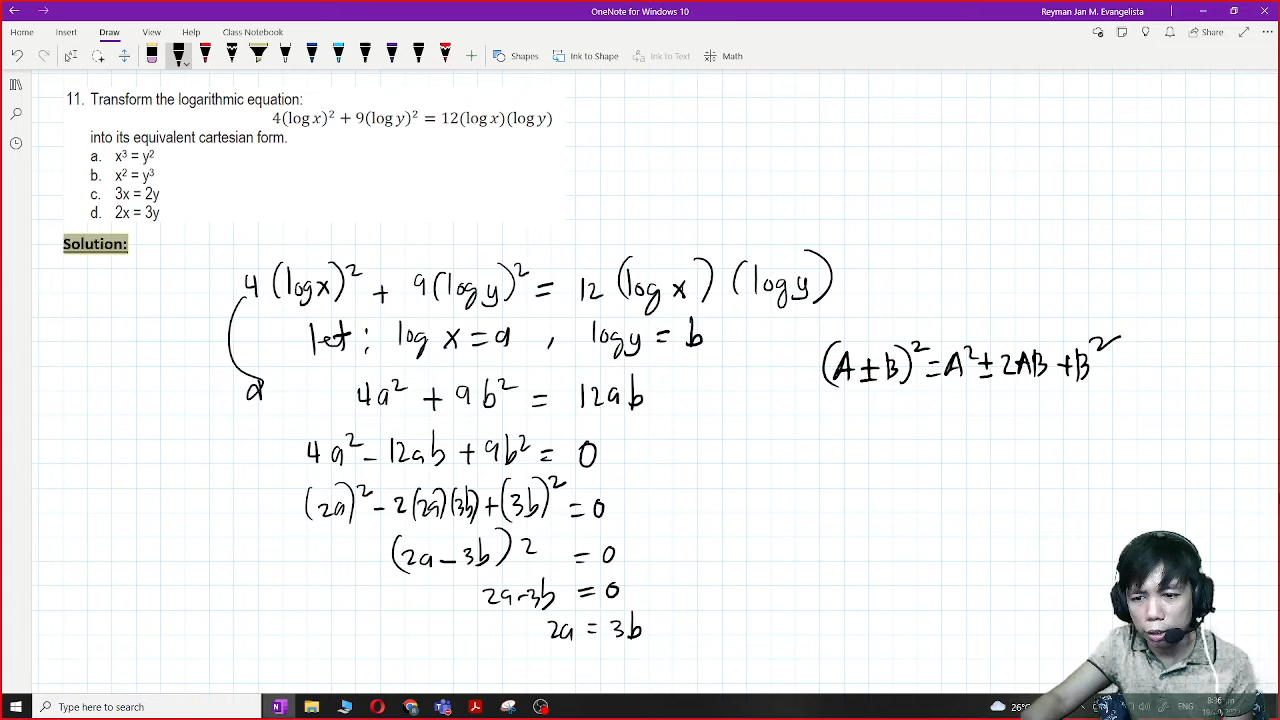 OneNote for Windows 10
Reyman Jan M. Evangelista
Home Insert Draw View Help Class Notebook
Share
Shapes Ink to Shape Ink to Text Math
11. Transform the logarithmic equation:
4(log x)² + 9(log y)² = 12(log x)(log y)
into its equivalent cartesian form.
a. x³ = y²
b. x² = y³
c. 3x = 2y
d. 2x = 3y
Solution:
4(log x)² + 9(log y)² = 12(log x)(log y)
let: log x = a, log y = b
(A ± B)² = A² ± 2AB + B²
4a² + 9b² = 12ab
4a² - 12ab + 9b² = 0
(2a)² - 2(2a)(3b) + (3b)² = 0
(2a - 3b)2 = 0
2a - 3b = 0
2a = 3b
Type here to search
26°
ENG